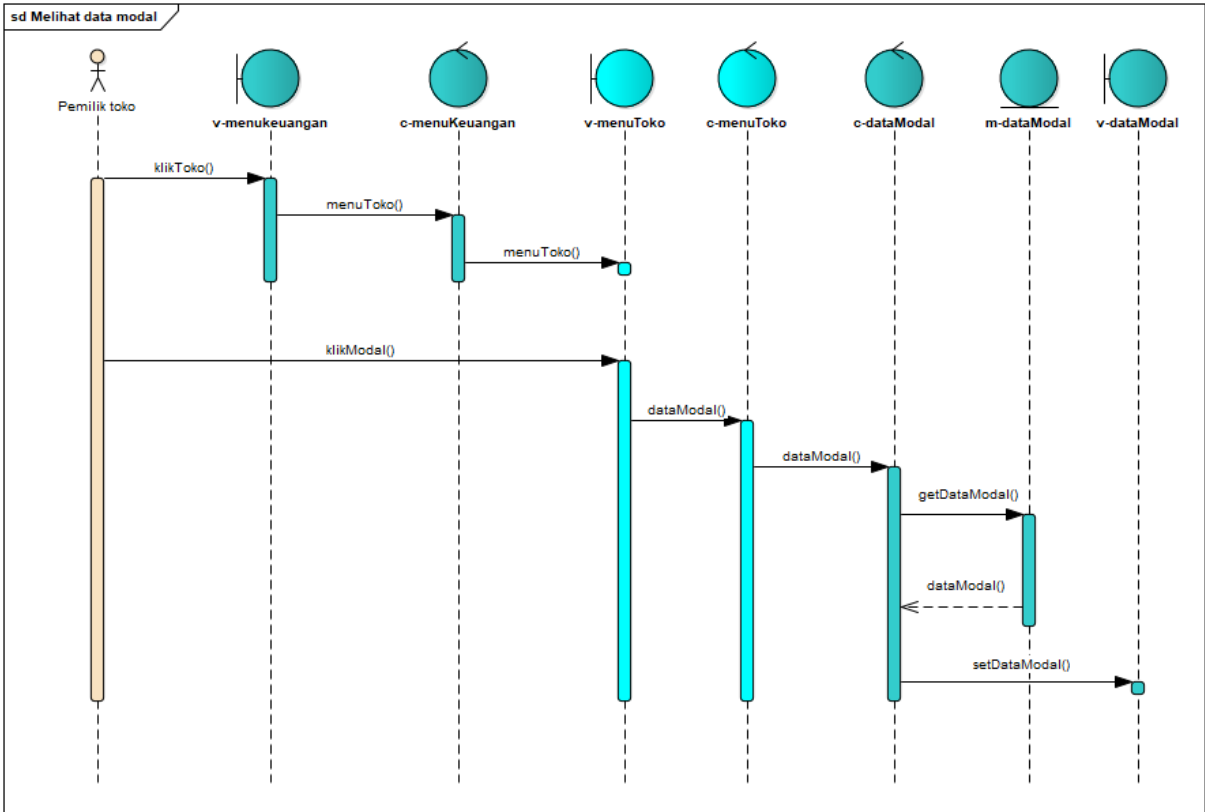 sd Melihat data modal
Pemilik toko
v-menukeuangan
c-menuKeuangan
v-menuToko
c-menuToko
c-dataModal
m-dataModal
v-dataModal
klikToko()
menuToko()
menuToko()
klikModal()
dataModal()
dataModal()
getDataModal()
dataModal()
setDataModal()